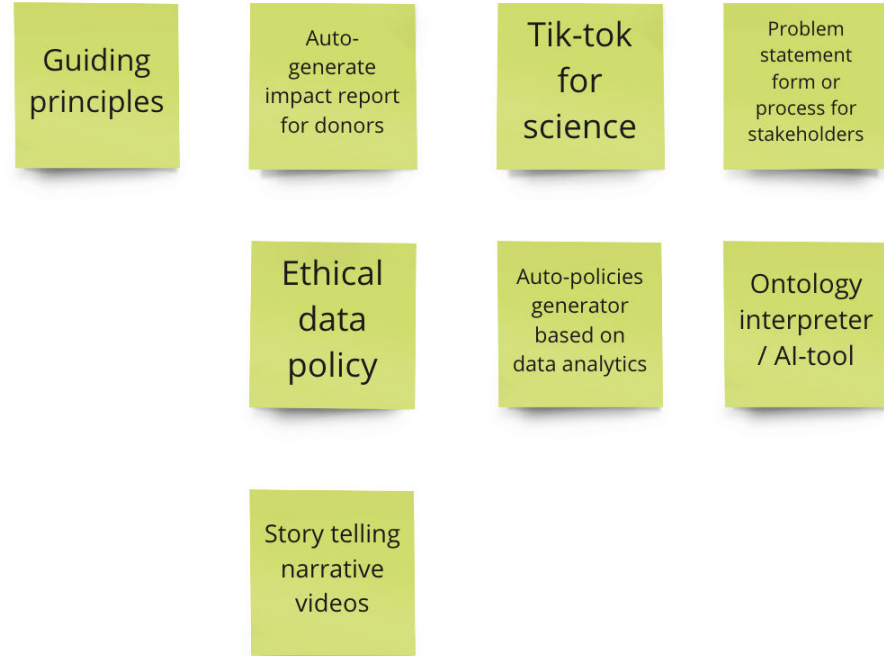 Guiding
principles
Auto-
generate
impact report
for donors
Tik-tok
for
science
Problem
statement
form or
process for
stakeholders
Ethical
data
policy
Auto-policies
generator
based on
data analytics
Ontology
interpreter
/ AI-tool
Story telling
narrative
videos